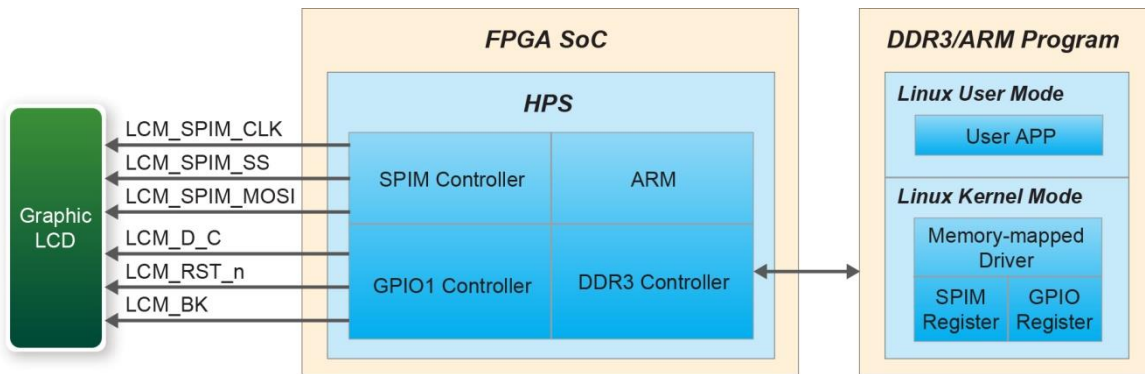 FPGA SoC
HPS
LCM_SPIM_CLK
LCM_SPIM_SS
LCM_SPIM_MOSI
LCM_D_C
LCM_RST_n
LCM_BK
Graphic
LCD
SPIM Controller
ARM
GPIO1 Controller
DDR3 Controller
DDR3/ARM Program
Linux User Mode
User APP
Linux Kernel Mode
Memory-mapped
Driver
SPIM
Register
GPIO
Register